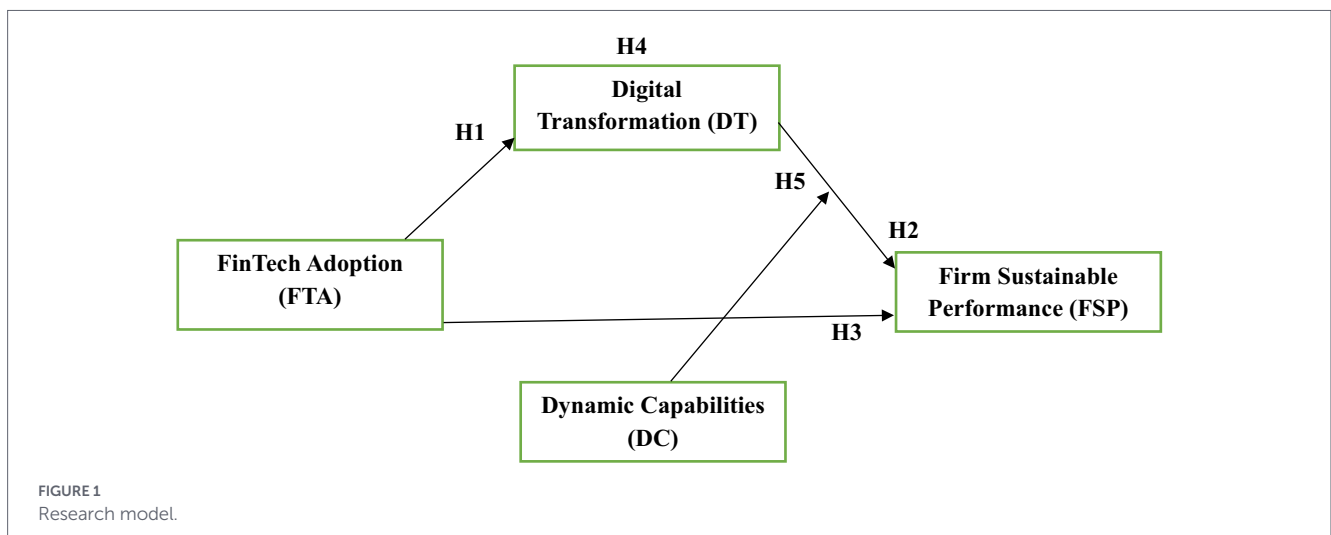 H4
Digital
Transformation (DT)
H1
H5
H2
FinTech Adoption
(FTA)
Firm Sustainable
Performance (FSP)
H3
Dynamic Capabilities
(DC)
FIGURE 1
Research model.